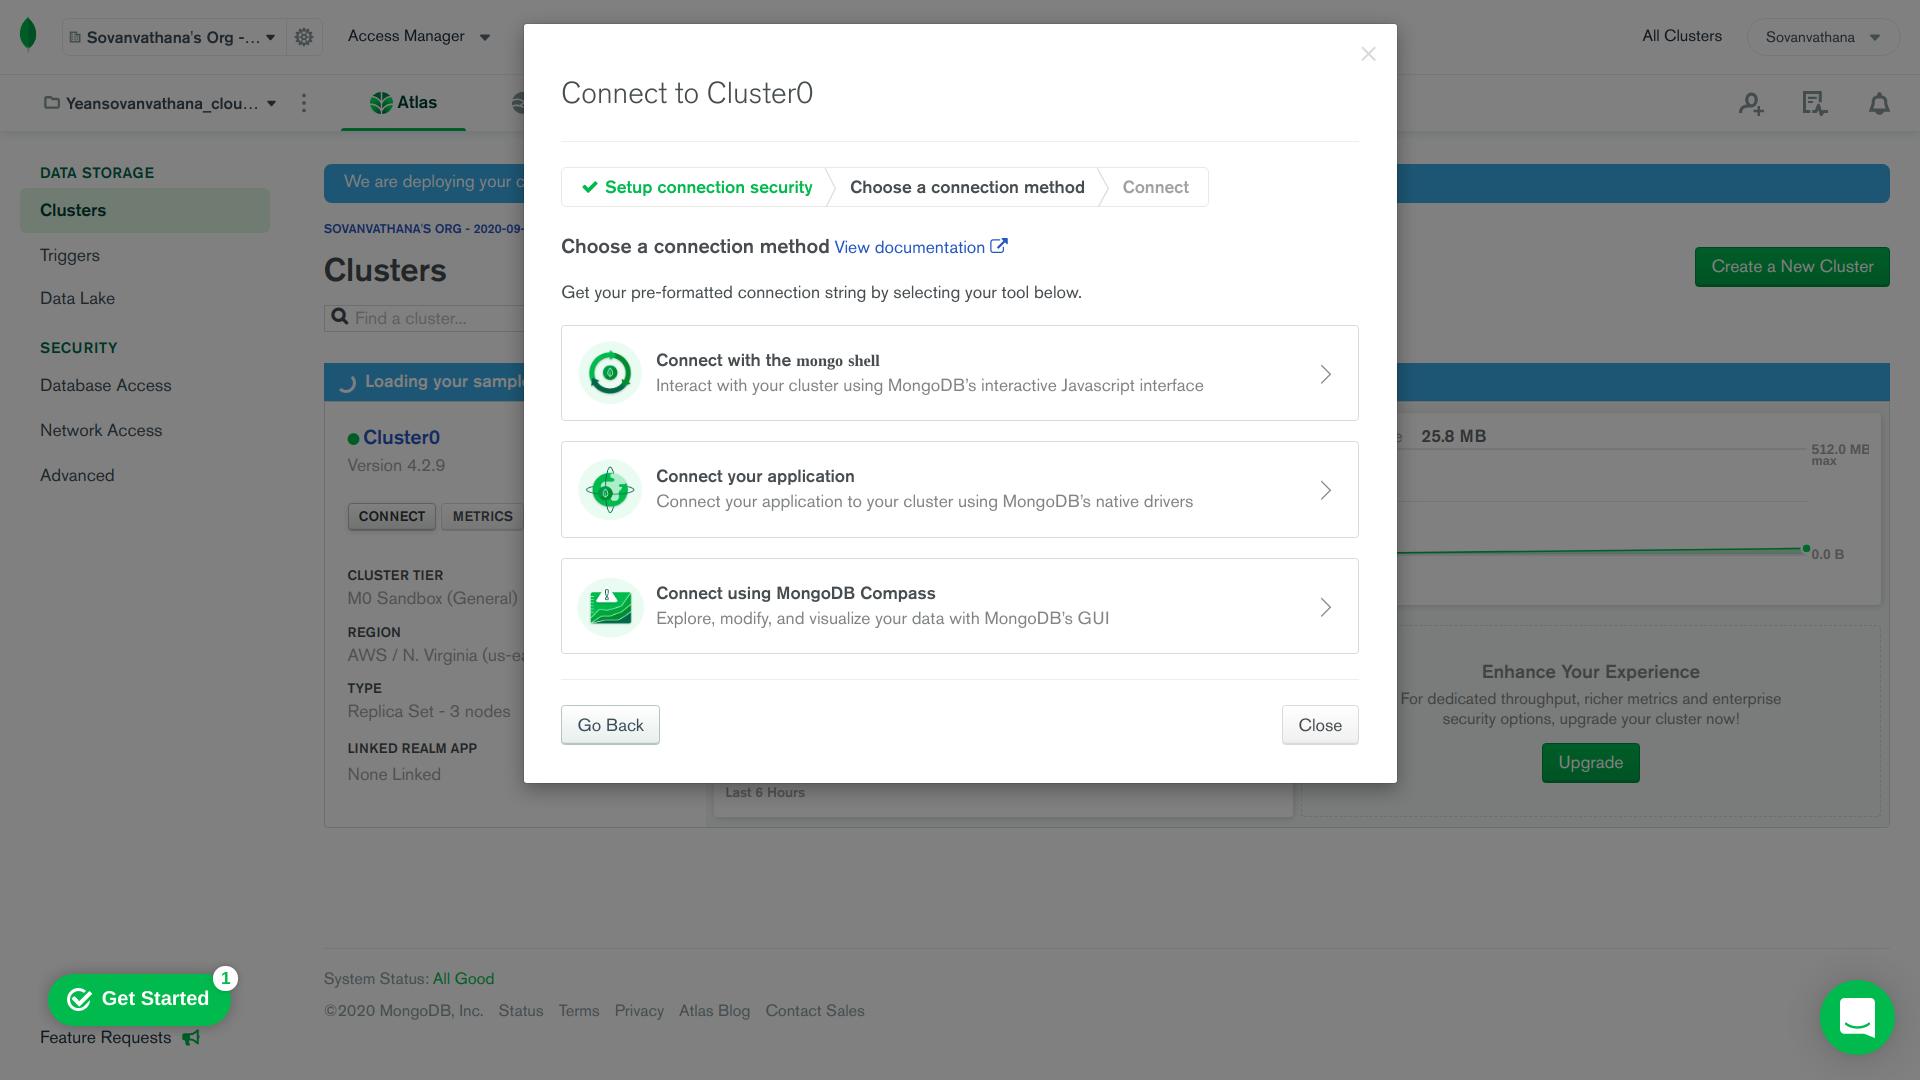 Sovanvathana's Org -...
Access Manager
All Clusters
Sovanvathana
Yeansovanvathana_clou...
Atlas
DATA STORAGE
Clusters
Triggers
Data Lake
SECURITY
Database Access
Network Access
Advanced
We are deploying your c
SOVANVATHANA'S ORG - 2020-09-
Clusters
Create a New Cluster
Find a cluster...
Loading your sampl
Cluster0
Version 4.2.9
CONNECT
METRICS
CLUSTER TIER
M0 Sandbox (General)
REGION
AWS / N. Virginia (us-ea
TYPE
Replica Set - 3 nodes
LINKED REALM APP
None Linked
Connect to Cluster0
Setup connection security
Choose a connection method
Connect
Choose a connection method View documentation
Get your pre-formatted connection string by selecting your tool below.
Connect with the mongo shell
Interact with your cluster using MongoDB's interactive Javascript interface
Connect your application
Connect your application to your cluster using MongoDB's native drivers
Connect using MongoDB Compass
Explore, modify, and visualize your data with MongoDB's GUI
Go Back
Close
e 25.8 MB
512.0 MB
max
0.0 B
Enhance Your Experience
For dedicated throughput, richer metrics and enterprise
security options, upgrade your cluster now!
Upgrade
Last 6 Hours
System Status: All Good
©2020 MongoDB, Inc. Status Terms Privacy Atlas Blog Contact Sales
Get Started
1
Feature Requests